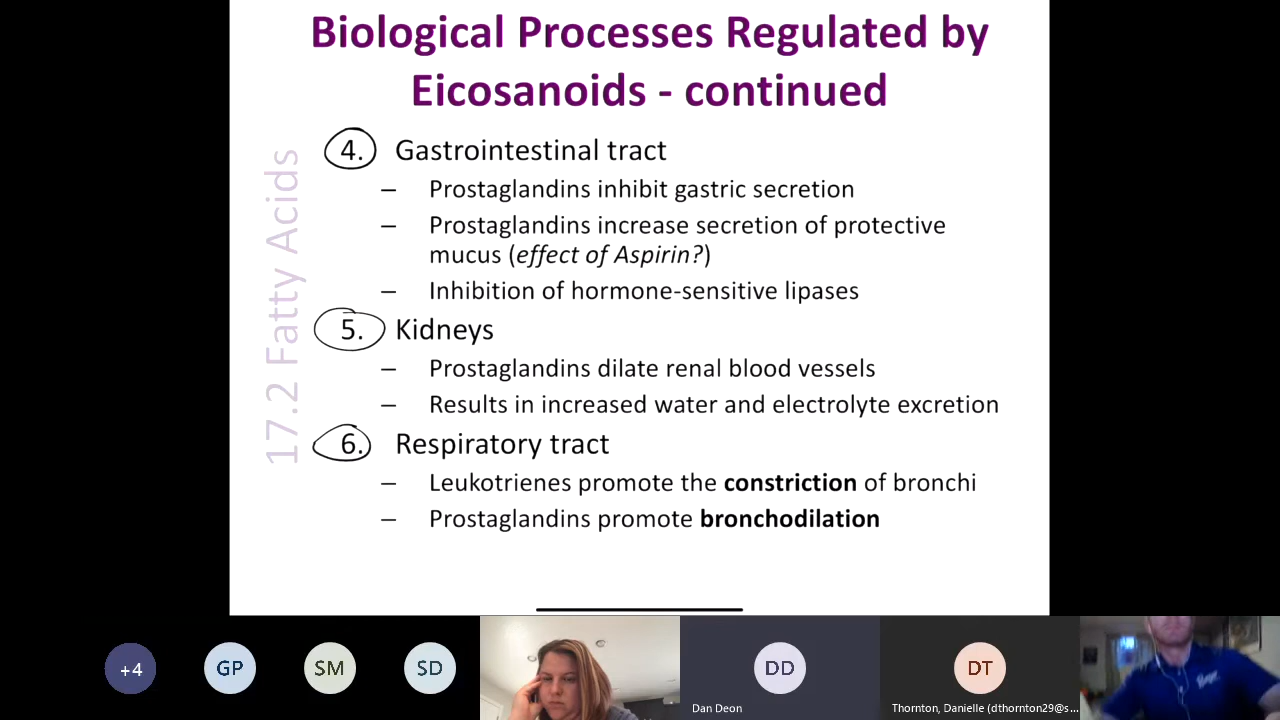 Biological Processes Regulated by
Eicosanoids - continued
17.2 Fatty Acids
4. Gastrointestinal tract
– Prostaglandins inhibit gastric secretion
– Prostaglandins increase secretion of protective
mucus (effect of Aspirin?)
– Inhibition of hormone-sensitive lipases
5. Kidneys
– Prostaglandins dilate renal blood vessels
– Results in increased water and electrolyte excretion
6. Respiratory tract
– Leukotrienes promote the constriction of bronchi
– Prostaglandins promote bronchodilation
+4
GP
SM
SD
DD
DT
Dan Deon
Thornton, Danielle (dthornton29@s...